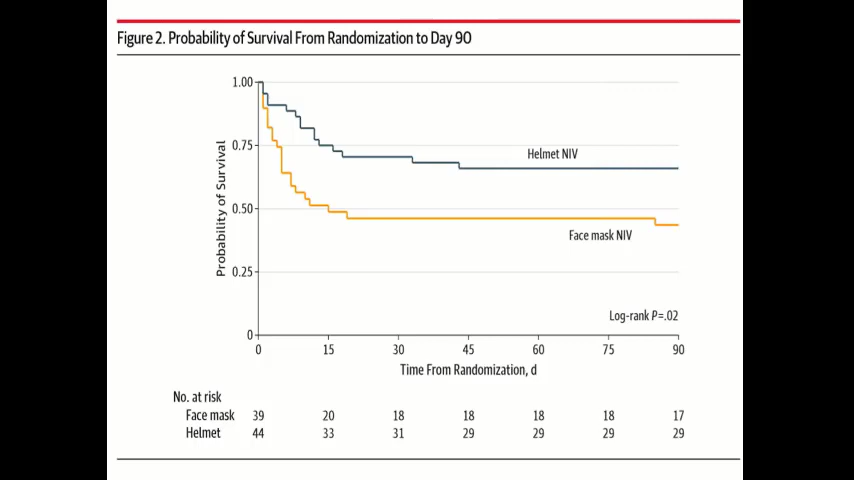 Figure 2. Probability of Survival From Randomization to Day 90
1.00
0.75
0.50
0.25
0
Probability of Survival
Helmet NIV
Face mask NIV
Log-rank P=.02
0 15 30 45 60 75 90
Time From Randomization, d
No. at risk
Face mask 39 20 18 18 18 18 17
Helmet 44 33 31 29 29 29 29